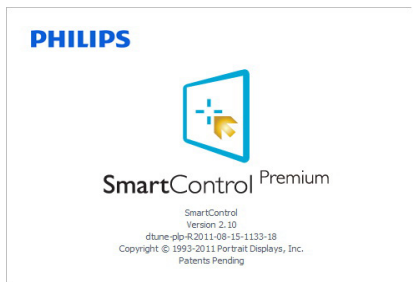 PHILIPS
SmartControl Premium
SmartControl
Version 2.10
dtune-plp-R2011-08-15-1133-18
Copyright © 1993-2011 Portrait Displays, Inc.
Patents Pending